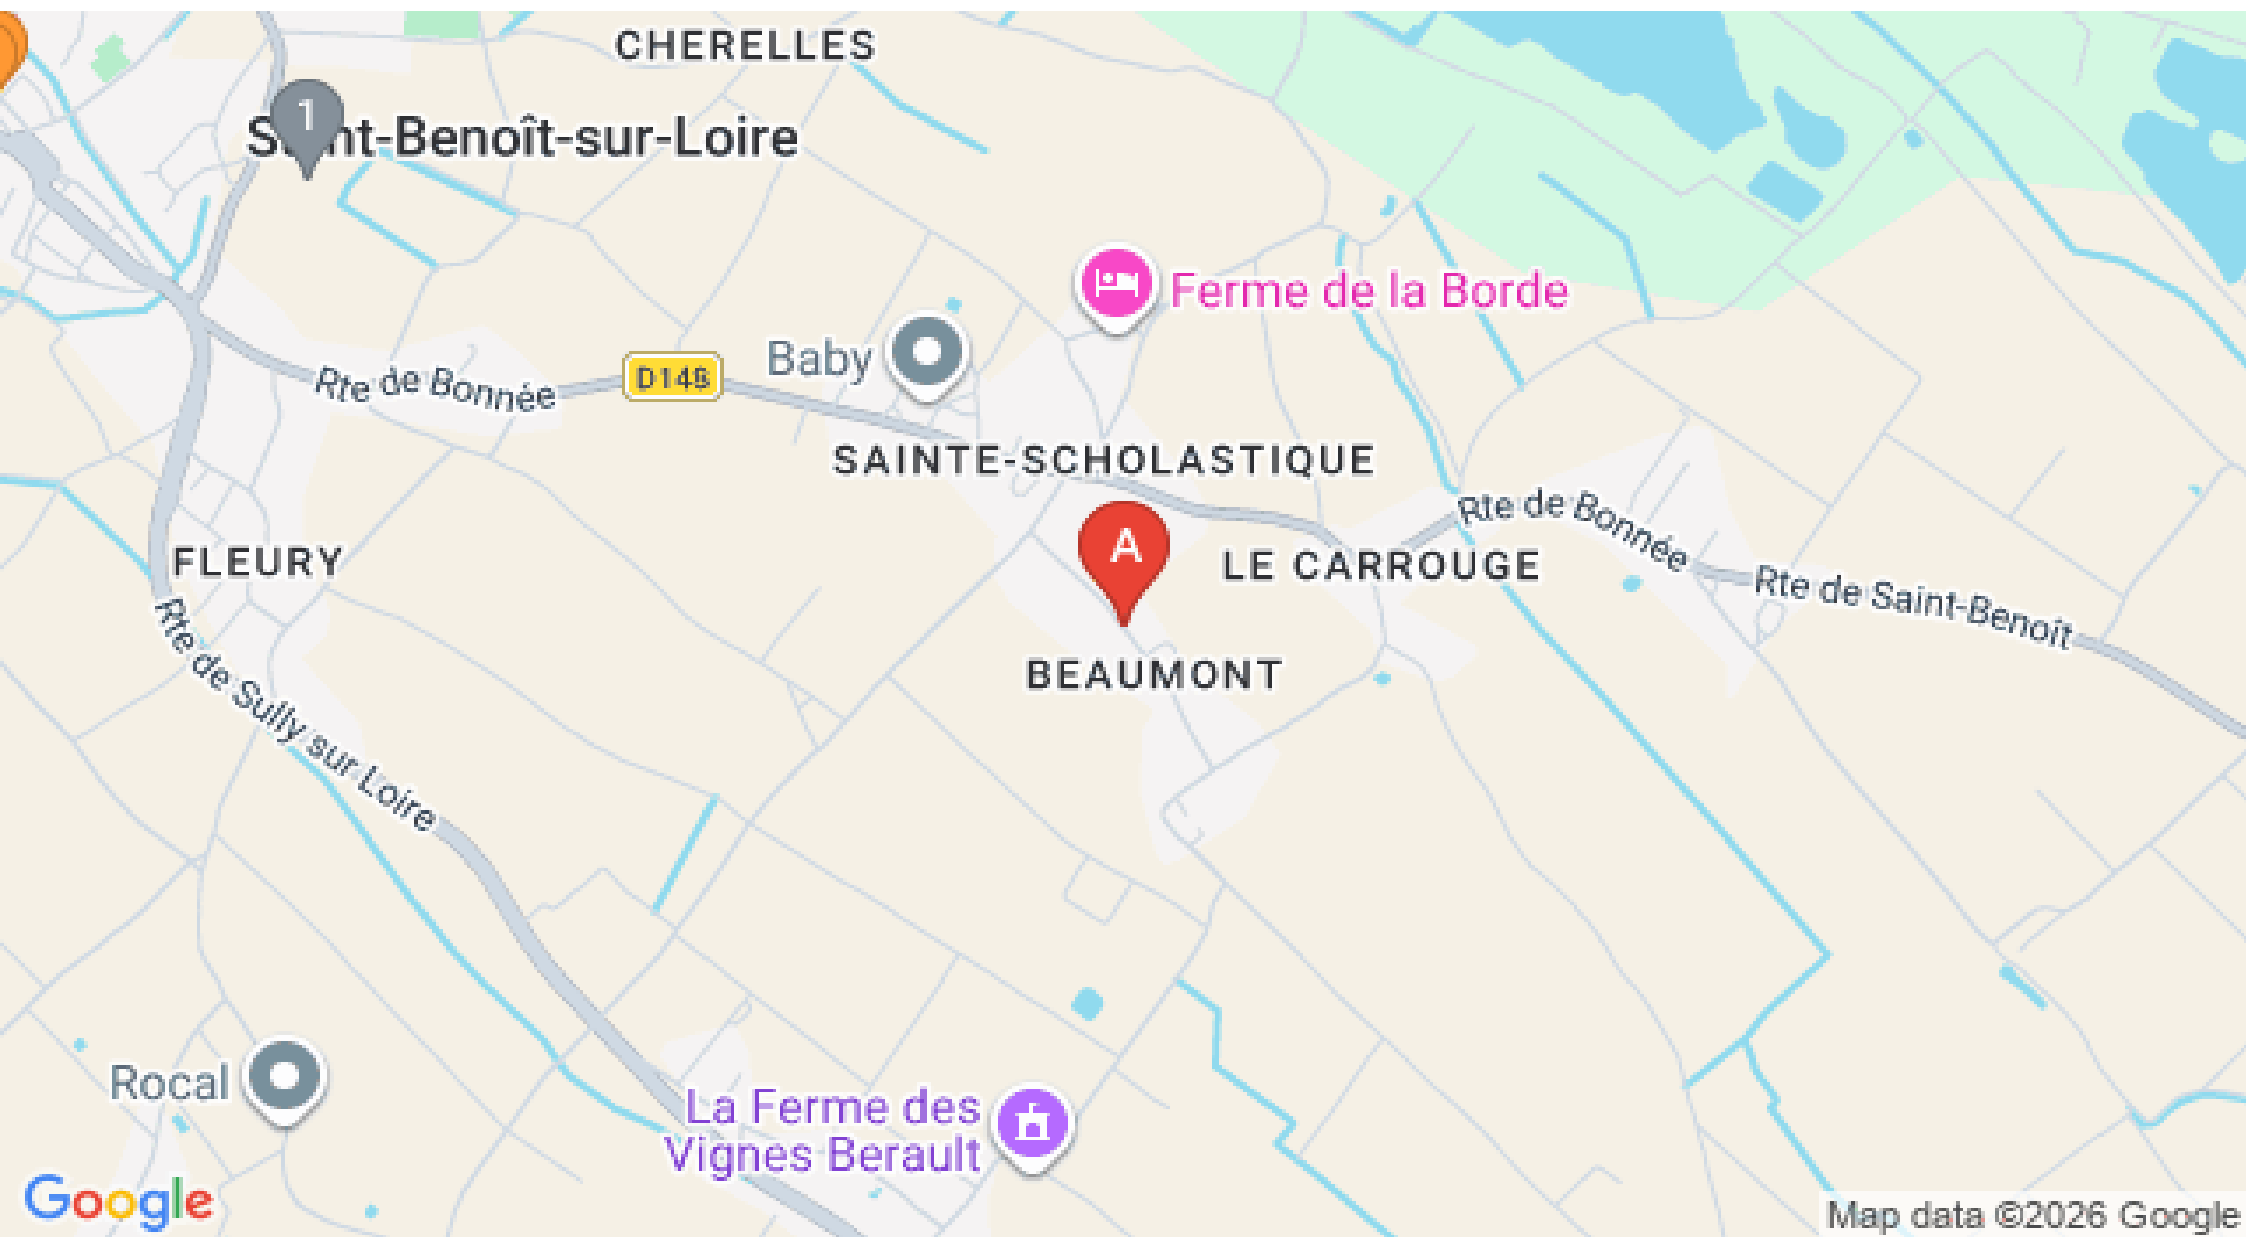 CHERELLES
1
Saint-Benoît-sur-Loire
Ferme de la Borde
Baby
Rte de Bonnée
D148
SAINTE-SCHOLASTIQUE
Rte de Bonnée
A
FLEURY
LE CARROUGE
Rte de Saint-Benoît
Rte de Sully sur Loire
BEAUMONT
Rocal
La Ferme des
Vignes Berault
Google
Map data ©2026 Google